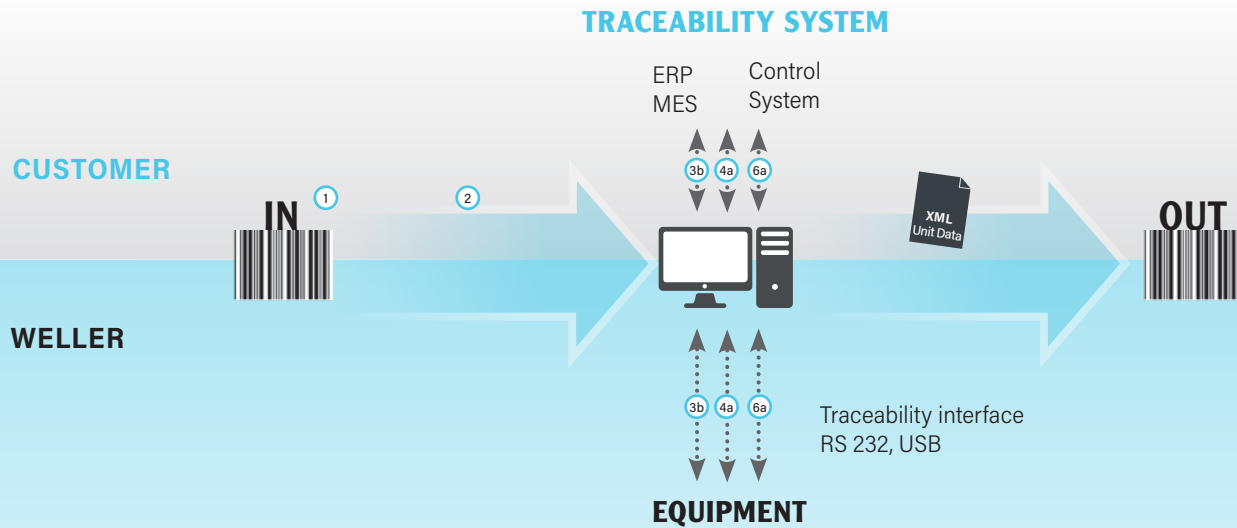 TRACEABILITY SYSTEM
ERP
MES
Control
System
3b 4a 6a
CUSTOMER
IN 1
2
XML
Unit Data
OUT
WELLER
3b 4a 6a
Traceability interface
RS 232, USB
EQUIPMENT